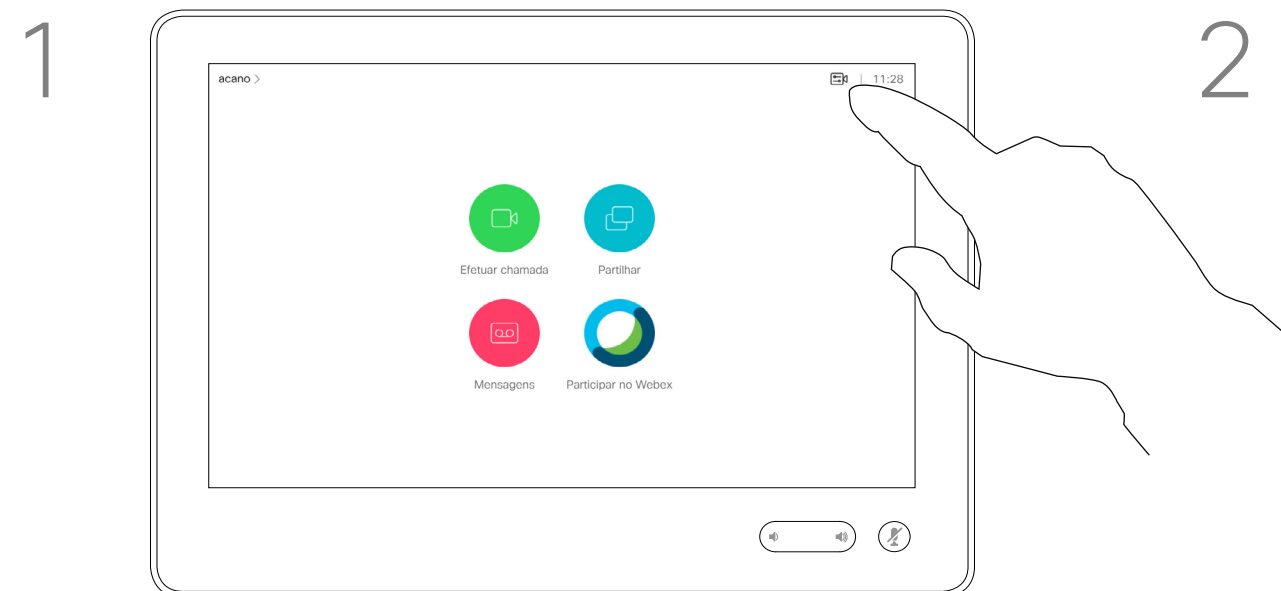 1
2
acano >
11:28
Efetuar chamada
Partilhar
Mensagens
Participar no Webex